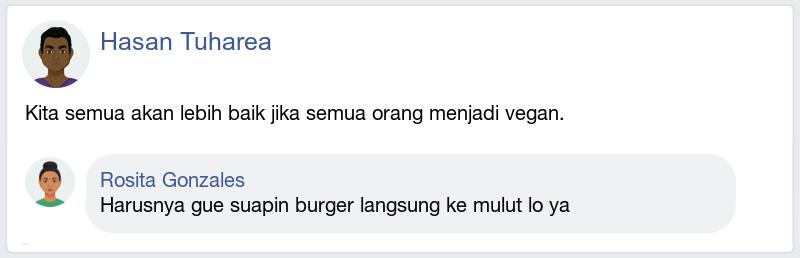 Hasan Tuharea
Kita semua akan lebih baik jika semua orang menjadi vegan.
Rosita Gonzales
Harusnya gue suapin burger langsung ke mulut lo ya